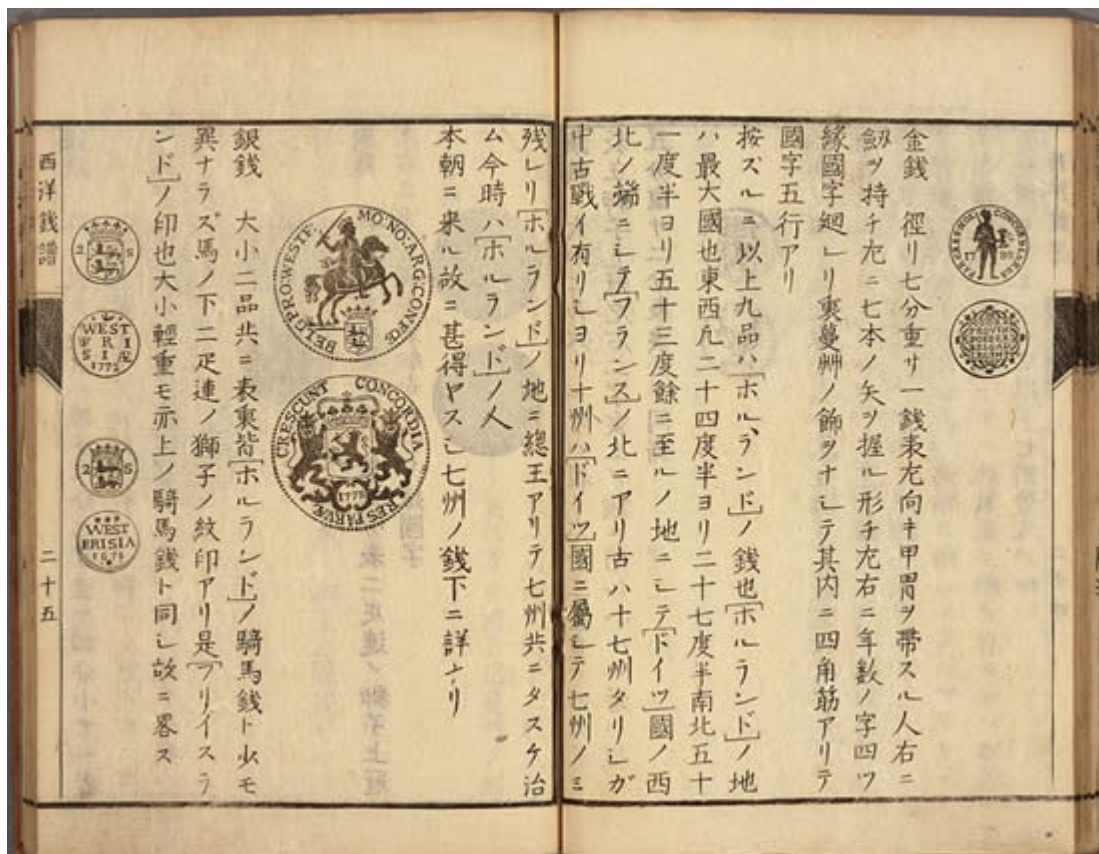 金銭　徑リ七分重サ一銭表左向キ甲冑ヲ帯スル人右ニ
劔ヲ持チ左ニ七本ノ矢ヲ握ル形チ左右ニ年數ノ字四ツ
縁國字廻レリ裏蔓艸ノ飾ヲナシテ其内ニ四角筋アリテ
國字五行アリ
按ズルニ以上九品ハ「ホルランド」ノ銭也「ホルランド」ノ地
ハ最大國也東西凡二十四度半ヨリ二十七度半南北五十
一度半ヨリ五十三度餘ニ至ルノ地ニシテ「ドイツ」國ノ西
北ノ端ニシテ「フランス」ノ北ニアリ古ハ十七州タリシガ
中古戰イ有リシヨリ十州ハ「ドイツ」國ニ屬シテ七州ノミ
残レリ「ホルランド」ノ地ニ總王アリテ七州共ニタスケ治
ム今時ハ「ホルランド」ノ人
本朝ニ来ル故ニ甚得ヤスシ七州ノ銭下ニ詳ナリ
MO:NO:ARG:CONFŒ
BELG:PRO:WESTF.
CRESCUNT CONCORDIA RES PARVÆ
1775
銀銭　大小二品共ニ表裏皆「ホルランド」ノ騎馬銭ト少モ
異ナラズ馬ノ下二疋連ノ獅子ノ紋印アリ是「フリイスラ
ンド」ノ印也大小輕重モ亦上ノ騎馬銭ト同シ故ニ畧ス
2 S
WEST
FRI
SIÆ
1772
2 S
WEST
FRISIA
1675
西洋銭譜
二十五